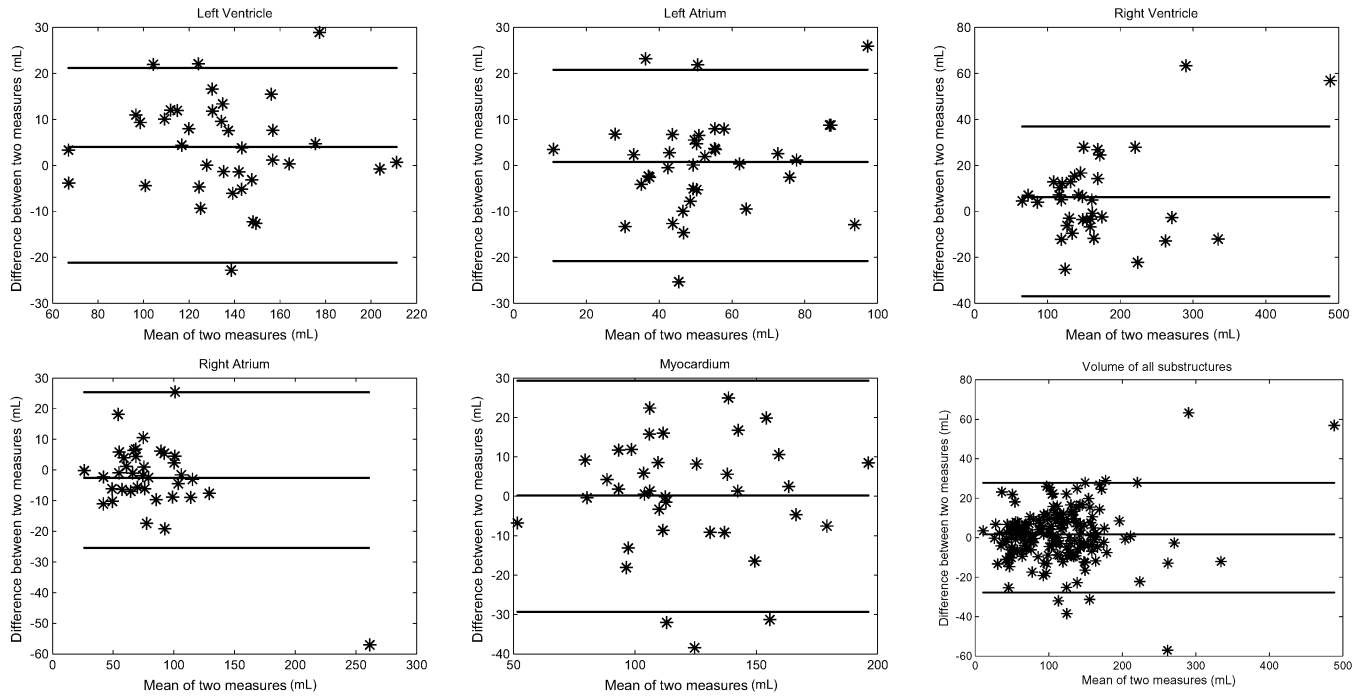 Left Ventricle
Difference between two measures (mL)
30
20
10
0
-10
-20
-30
60 80 100 120 140 160 180 200 220
Mean of two measures (mL)
Left Atrium
Difference between two measures (mL)
30
20
10
0
-10
-20
-30
0 20 40 60 80 100
Mean of two measures (mL)
Right Ventricle
Difference between two measures (mL)
80
60
40
20
0
-20
-40
0 100 200 300 400 500
Mean of two measures (mL)
Right Atrium
Difference between two measures (mL)
30
20
10
0
-10
-20
-30
-40
-50
-60
0 50 100 150 200 250 300
Mean of two measures (mL)
Myocardium
Difference between two measures (mL)
30
20
10
0
-10
-20
-30
-40
50 100 150 200
Mean of two measures (mL)
Volume of all substructures
Difference between two measures (mL)
80
60
40
20
0
-20
-40
-60
0 100 200 300 400 500
Mean of two measures (mL)